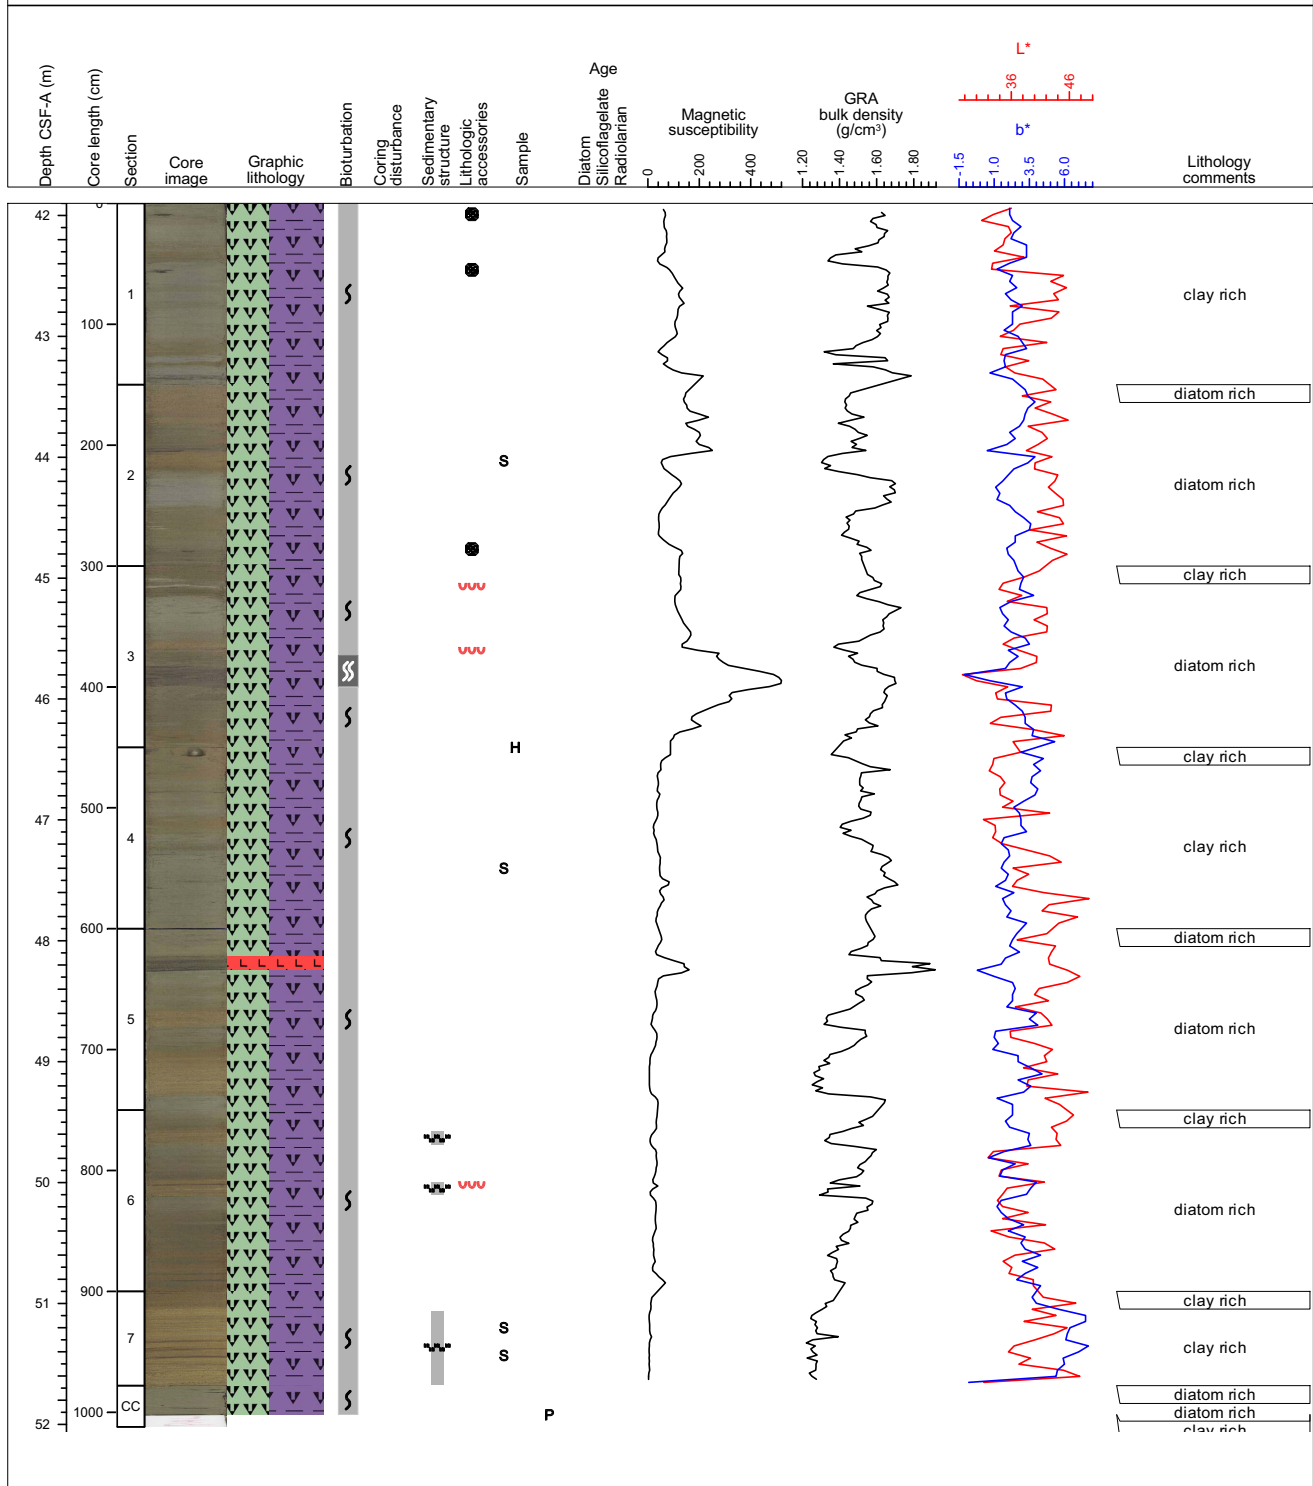 L*
36
46
Age
Depth CSF-A (m)
Core length (cm)
Section
Core
image
Graphic
lithology
Bioturbation
Coring
disturbance
Sedimentary
structure
Lithologic
accessories
Sample
Diatom
Silicoflagelate
Radiolarian
Magnetic
susceptibility
0
200
400
GRA
bulk density
(g/cm³)
1.20
1.40
1.60
1.80
b*
-1.5
1.0
3.5
6.0
Lithology
comments
42
0
1
clay rich
100
43
diatom rich
200
44
S
2
diatom rich
300
45
clay rich
3
diatom rich
400
46
H
clay rich
500
47
4
clay rich
S
600
48
diatom rich
L L L L L
5
diatom rich
700
49
clay rich
800
50
6
diatom rich
900
51
clay rich
S
7
clay rich
S
diatom rich
CC
1000
P
diatom rich
52
clay rich